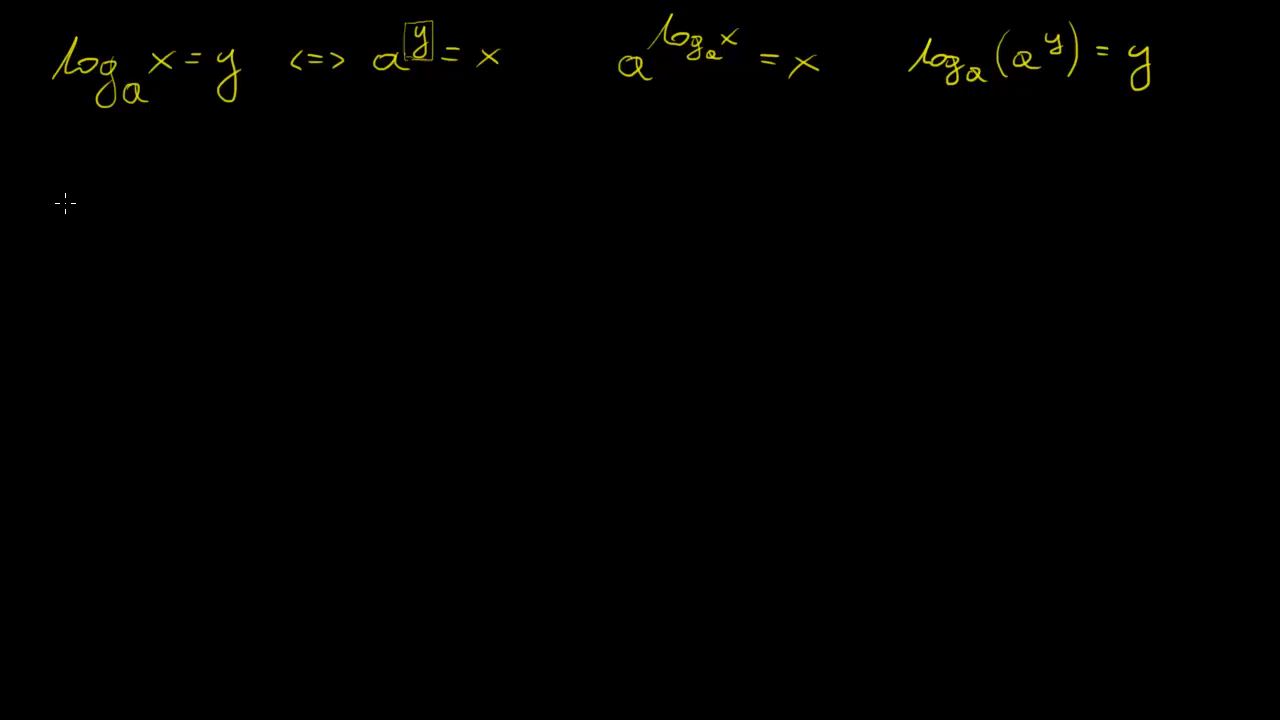 log_a x = y <=> a^y = x a^(log_a x) = x log_a (a^y) = y